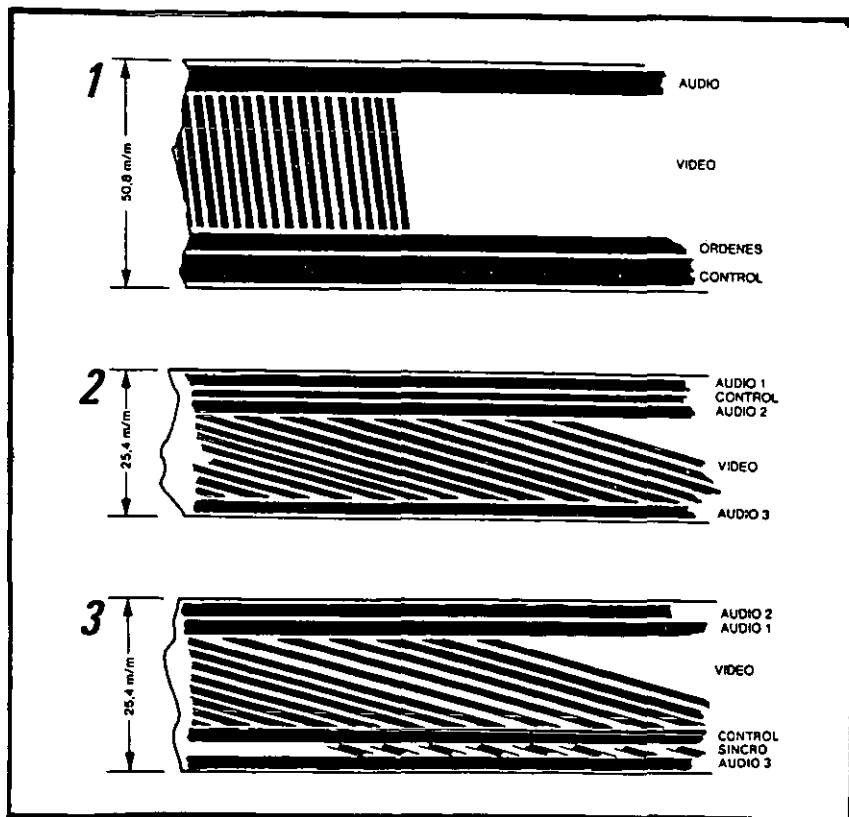 1
50,8 m/m
AUDIO
VIDEO
ORDENES
CONTROL
2
25,4 m/m
AUDIO 1
CONTROL
AUDIO 2
VIDEO
AUDIO 3
3
25,4 m/m
AUDIO 2
AUDIO 1
VIDEO
CONTROL
SINCRO
AUDIO 3